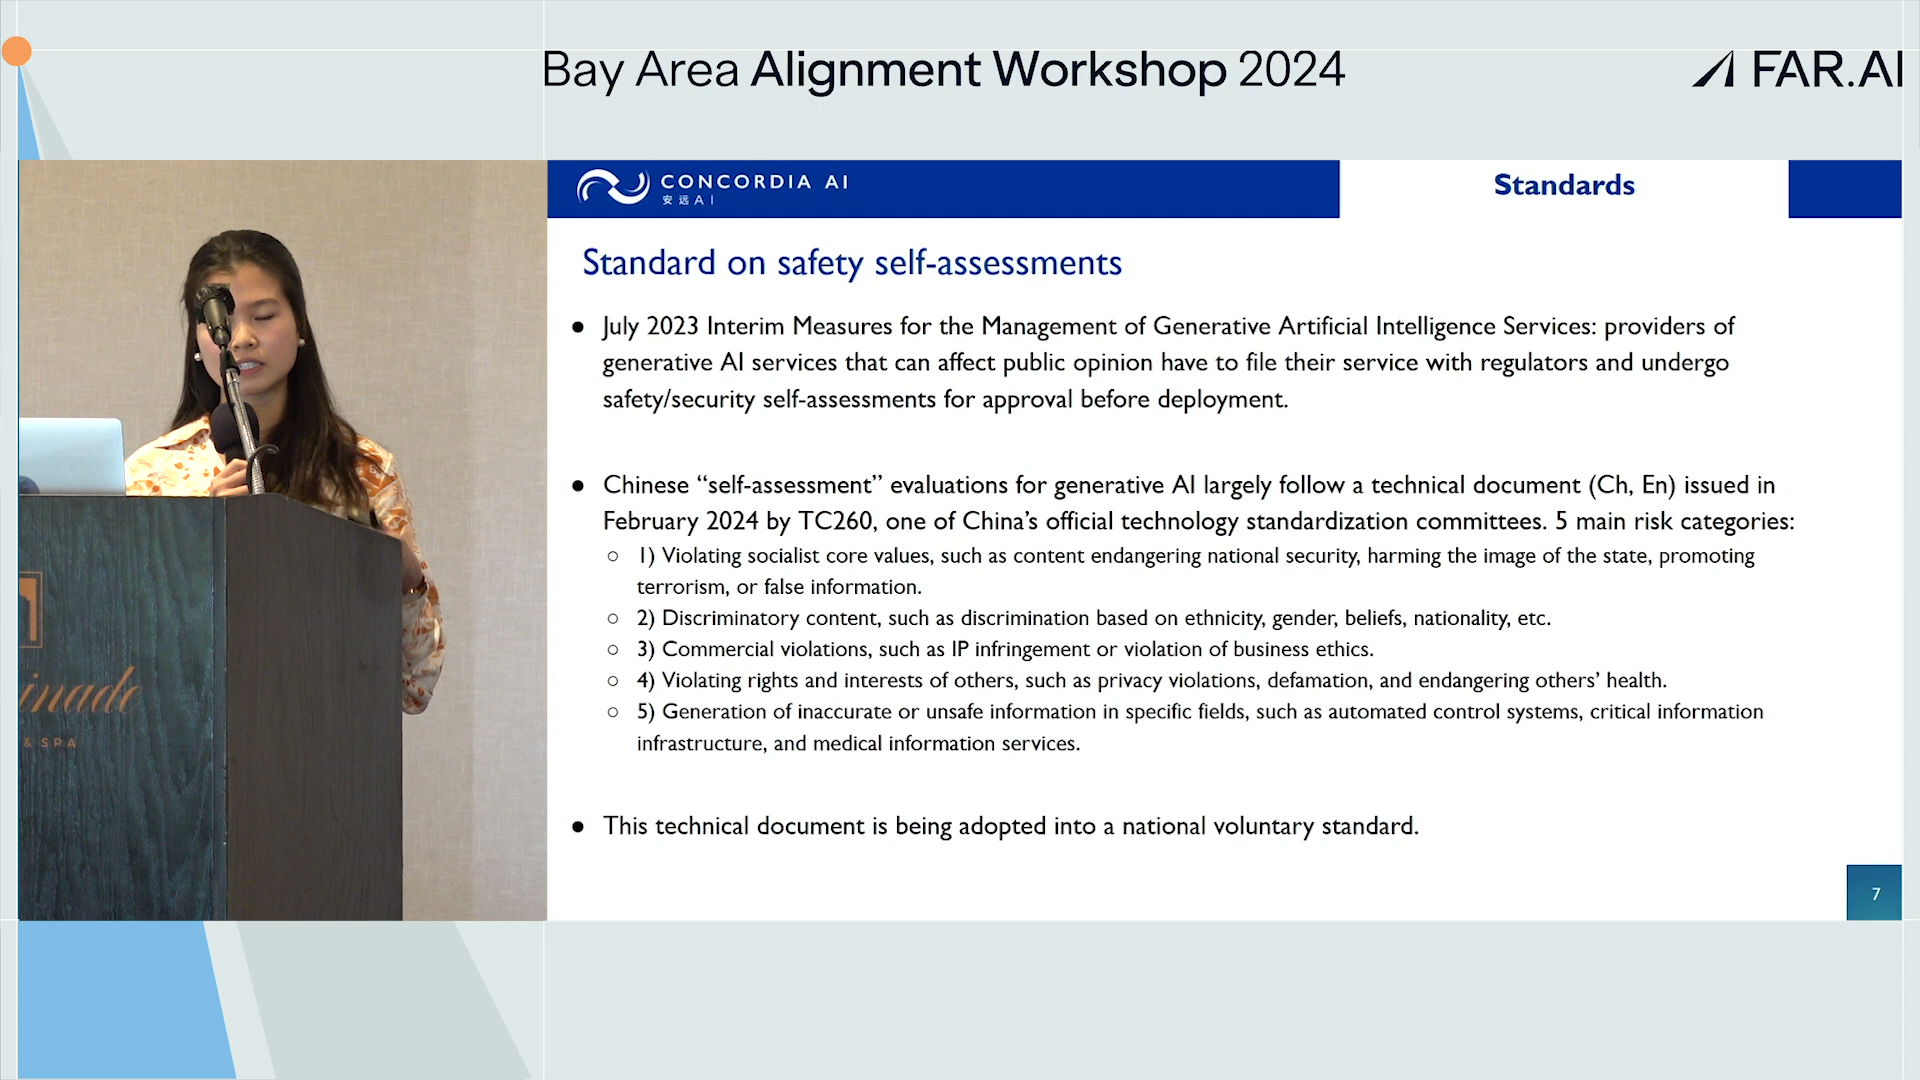 Bay Area Alignment Workshop 2024
FAR.AI
CONCORDIA AI
安远AI
Standards
Standard on safety self-assessments
● July 2023 Interim Measures for the Management of Generative Artificial Intelligence Services: providers of
generative AI services that can affect public opinion have to file their service with regulators and undergo
safety/security self-assessments for approval before deployment.
● Chinese “self-assessment” evaluations for generative AI largely follow a technical document (Ch, En) issued in
February 2024 by TC260, one of China’s official technology standardization committees. 5 main risk categories:
○ 1) Violating socialist core values, such as content endangering national security, harming the image of the state, promoting
terrorism, or false information.
○ 2) Discriminatory content, such as discrimination based on ethnicity, gender, beliefs, nationality, etc.
○ 3) Commercial violations, such as IP infringement or violation of business ethics.
○ 4) Violating rights and interests of others, such as privacy violations, defamation, and endangering others’ health.
○ 5) Generation of inaccurate or unsafe information in specific fields, such as automated control systems, critical information
infrastructure, and medical information services.
● This technical document is being adopted into a national voluntary standard.
7
inade
& SPA